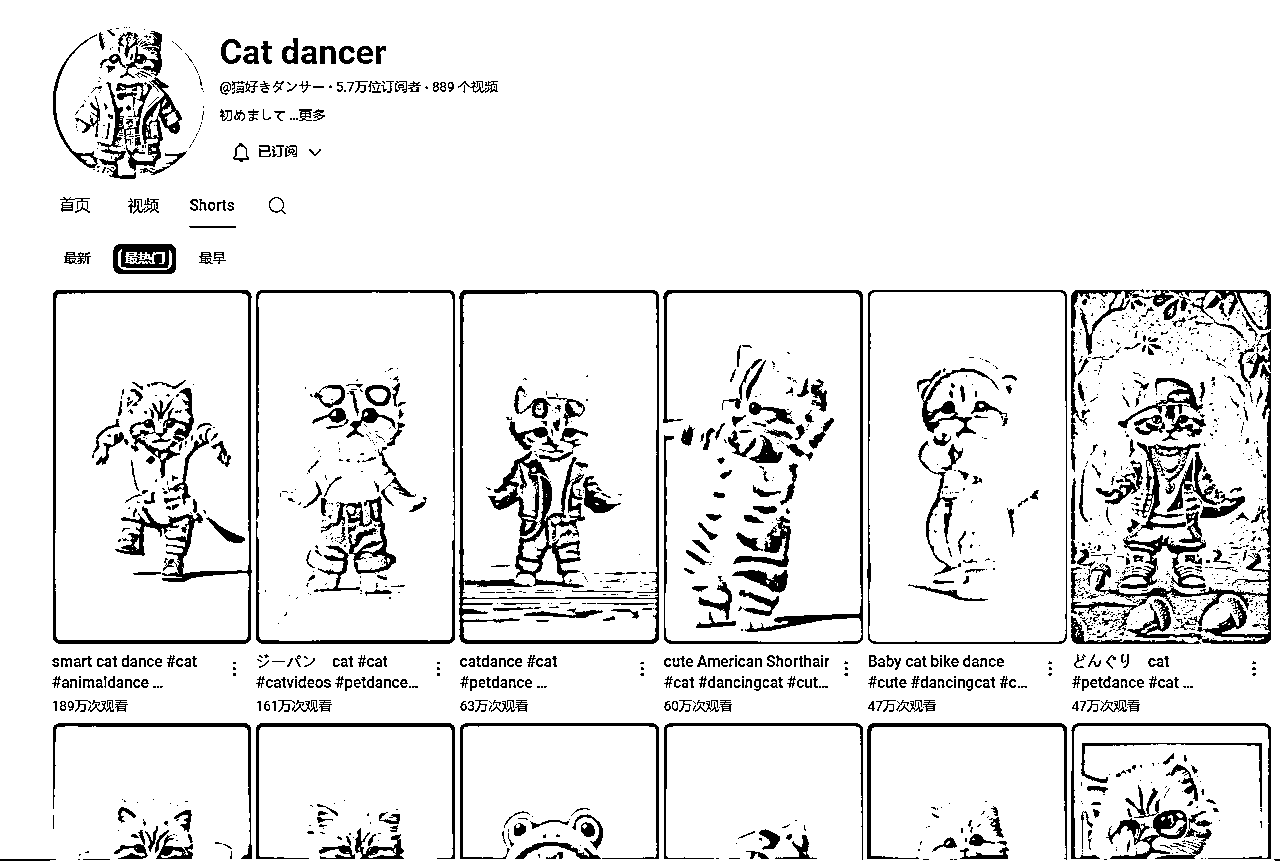 Cat dancer
@猫好きダンサー · 5.7万位订阅者 · 889 个视频
初めまして ...更多
已订阅
首页 视频 Shorts
最新 最热门 最早
smart cat dance #cat
#animaldance ...
189万次观看
ジーパン cat #cat
#catvideos #petdance...
161万次观看
catdance #cat
#petdance ...
63万次观看
cute American Shorthair
#cat #dancingcat #cut...
60万次观看
Baby cat bike dance
#cute #dancingcat #c...
47万次观看
どんぐり cat
#petdance #cat ...
47万次观看